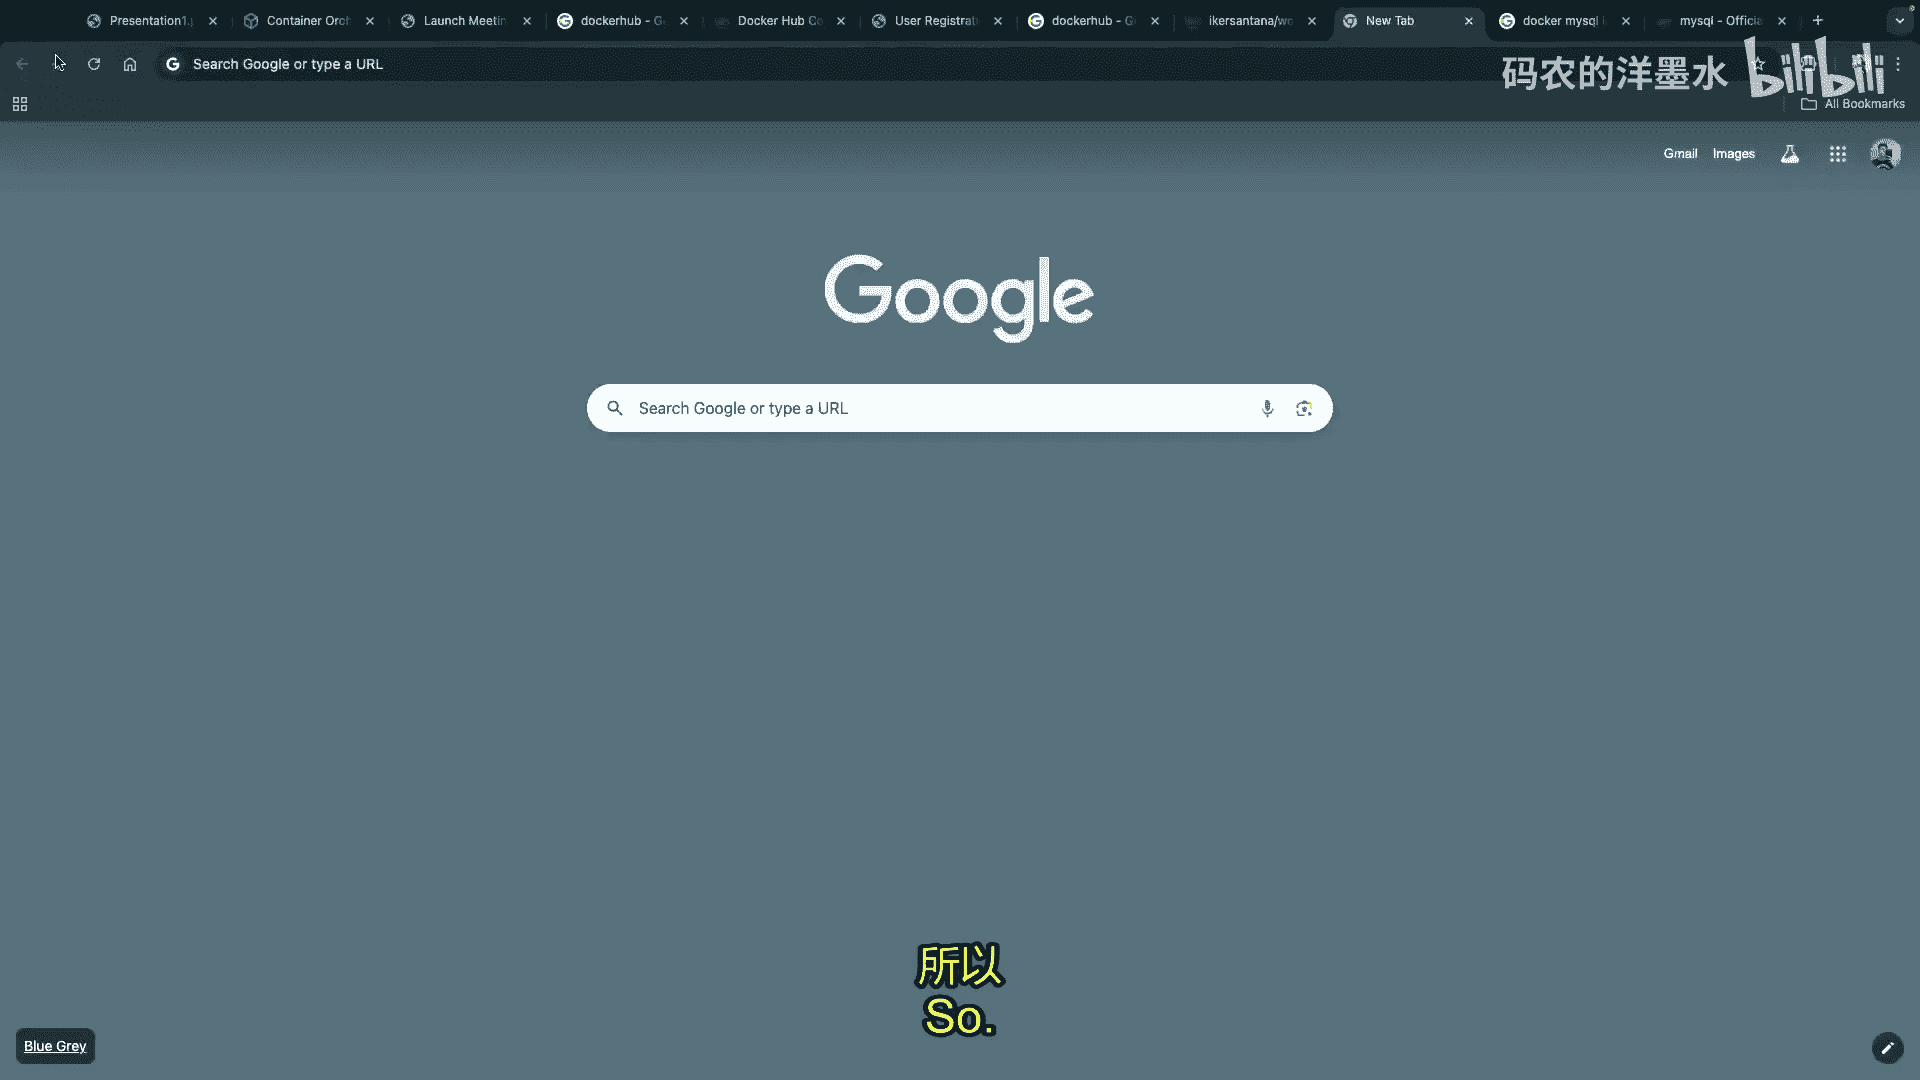 Presentation1.
Container Orch
Launch Meetin
dockerhub - G
Docker Hub Co
User Registrat
dockerhub - G
ikersantana/wo
New Tab
docker mysql i
mysql - Officia
Search Google or type a URL
码农的洋墨水 bilibili
All Bookmarks
Gmail Images
Google
Search Google or type a URL
所以
So.
Blue Grey